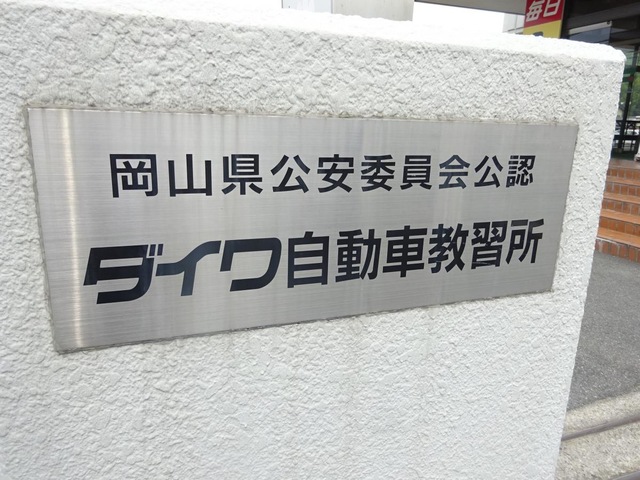 毎日
岡山県公安委員会公認
ダイワ自動車教習所